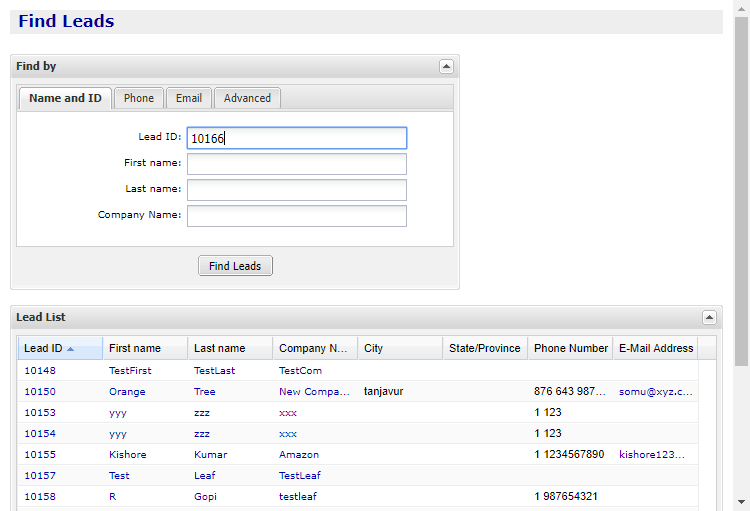 Find Leads
Find by
Name and ID Phone Email Advanced
Lead ID: 10166
First name:
Last name:
Company Name:
Find Leads
Lead List
Lead ID First name Last name Company N... City State/Province Phone Number E-Mail Address
10148 TestFirst TestLast TestCom
10150 Orange Tree New Compa... tanjavur 876 643 987... somu@xyz.c...
10153 yyy zzz xxx 1 123
10154 yyy zzz xxx 1 123
10155 Kishore Kumar Amazon 1 1234567890 kishore123...
10157 Test Leaf TestLeaf
10158 R Gopi testleaf 1 987654321